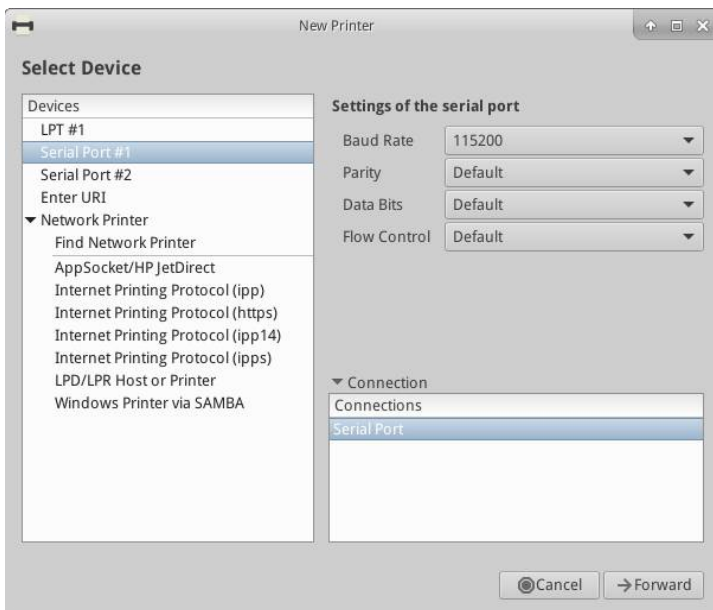 New Printer
Select Device
Devices
LPT #1
Serial Port #1
Serial Port #2
Enter URI
Network Printer
Find Network Printer
AppSocket/HP JetDirect
Internet Printing Protocol (ipp)
Internet Printing Protocol (https)
Internet Printing Protocol (ipp14)
Internet Printing Protocol (ipps)
LPD/LPR Host or Printer
Windows Printer via SAMBA
Settings of the serial port
Baud Rate 115200
Parity Default
Data Bits Default
Flow Control Default
Connection
Connections
Serial Port
Cancel Forward